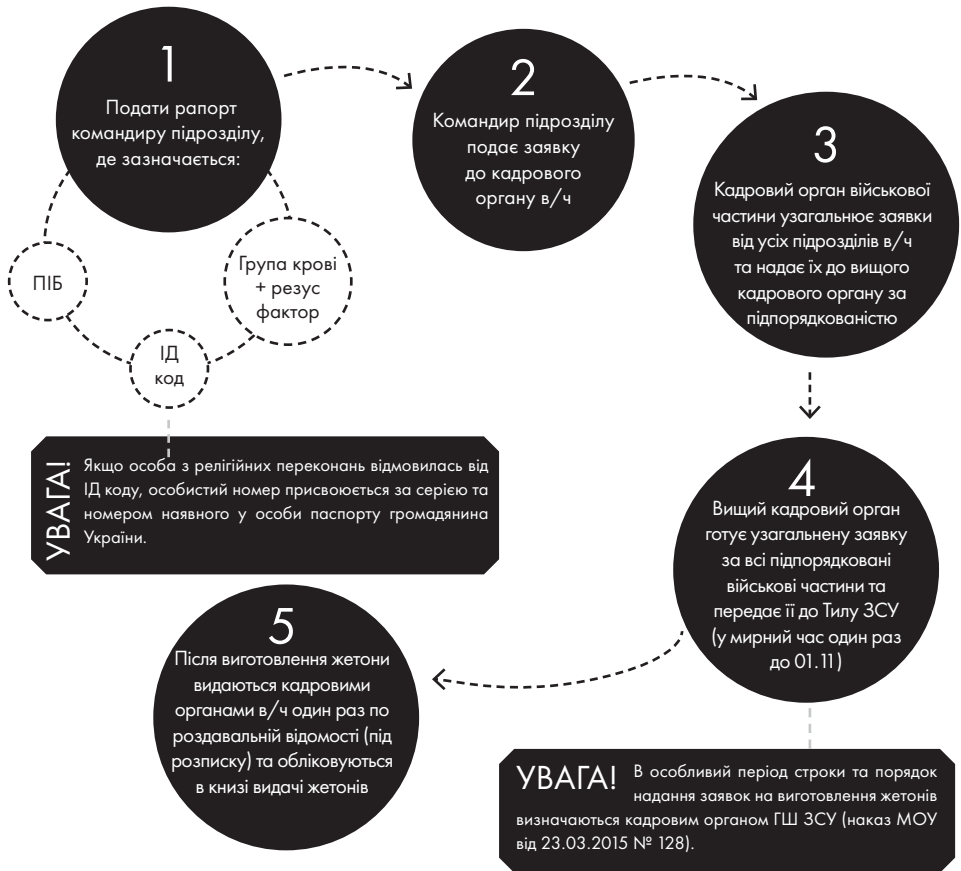 1
Подати рапорт
командиру підрозділу,
де зазначається:
ПІБ
ІД
код
Група крові
+ резус
фактор
УВАГА!
Якщо особа з релігійних переконань відмовилась від
ІД коду, особистий номер присвоюється за серією та
номером наявного у особи паспорту громадянина
України.
2
Командир підрозділу
подає заявку
до кадрового
органу в/ч
3
Кадровий орган військової
частини узагальнює заявки
від усіх підрозділів в/ч
та надає їх до вищого
кадрового органу за
підпорядкованістю
4
Вищий кадровий орган
готує узагальнену заявку
за всі підпорядковані
військові частини та
передає її до Тилу ЗСУ
(у мирний час один раз
до 01.11)
УВАГА! В особливий період строки та порядок
надання заявок на виготовлення жетонів
визначаються кадровим органом ГШ ЗСУ (наказ МОУ
від 23.03.2015 № 128).
5
Після виготовлення жетони
видаються кадровими
органами в/ч один раз по
роздавальній відомості (під
розписку) та обліковуються
в книзі видачі жетонів